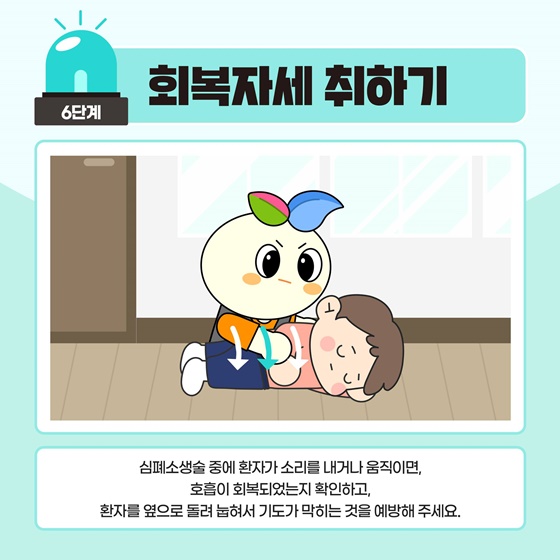 6단계
회복자세 취하기
심폐소생술 중에 환자가 소리를 내거나 움직이면,
호흡이 회복되었는지 확인하고,
환자를 옆으로 돌려 눕혀서 기도가 막히는 것을 예방해 주세요.